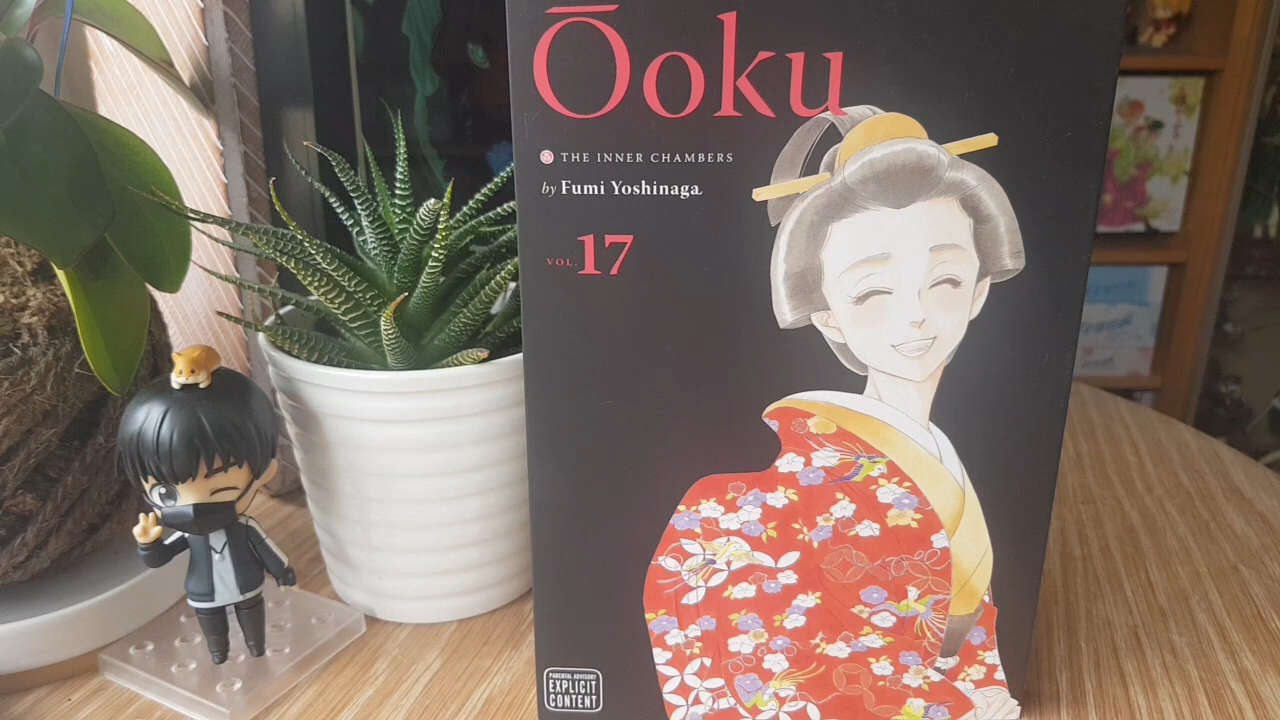 Ōoku
THE INNER CHAMBERS
by Fumi Yoshinaga
VOL. 17
PARENTAL ADVISORY
EXPLICIT
CONTENT